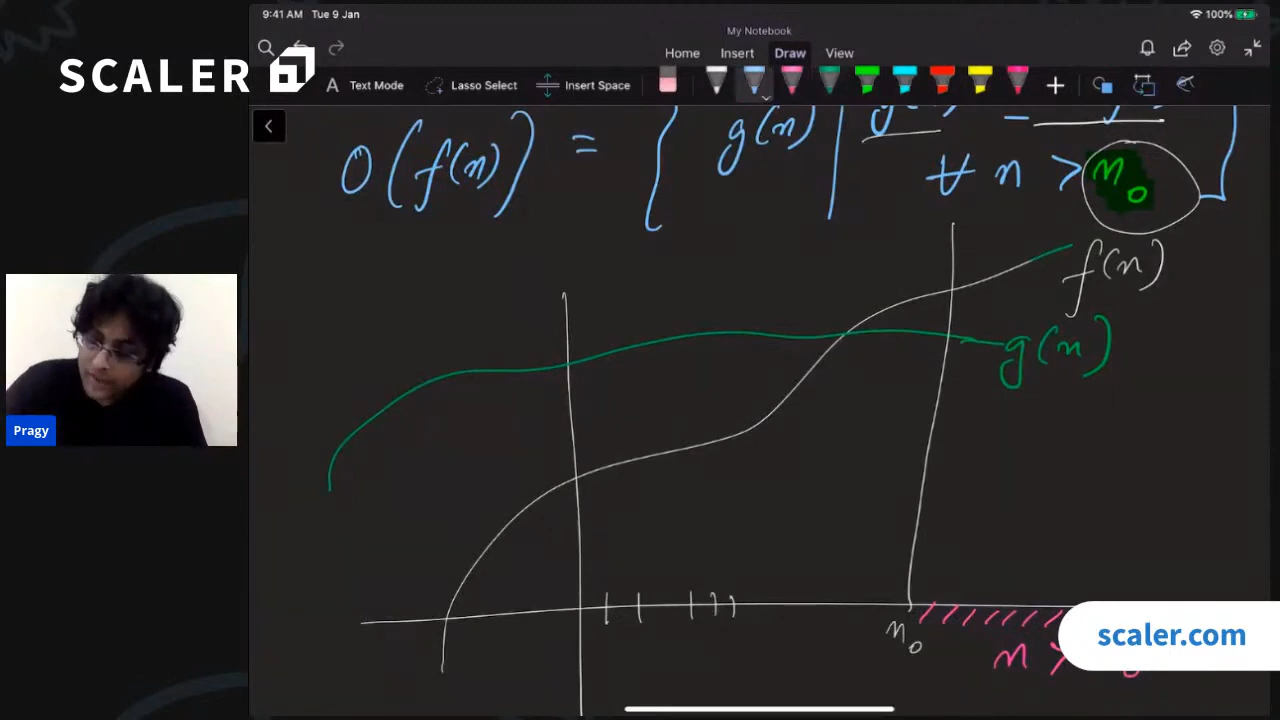 9:41 AM Tue 9 Jan
100%
My Notebook
Home Insert Draw View
SCALER
A Text Mode Lasso Select Insert Space
O(f(n)) = { g(n) |
∀ n > n₀ }
f(n)
g(n)
Pragy
n₀
scaler.com
n >